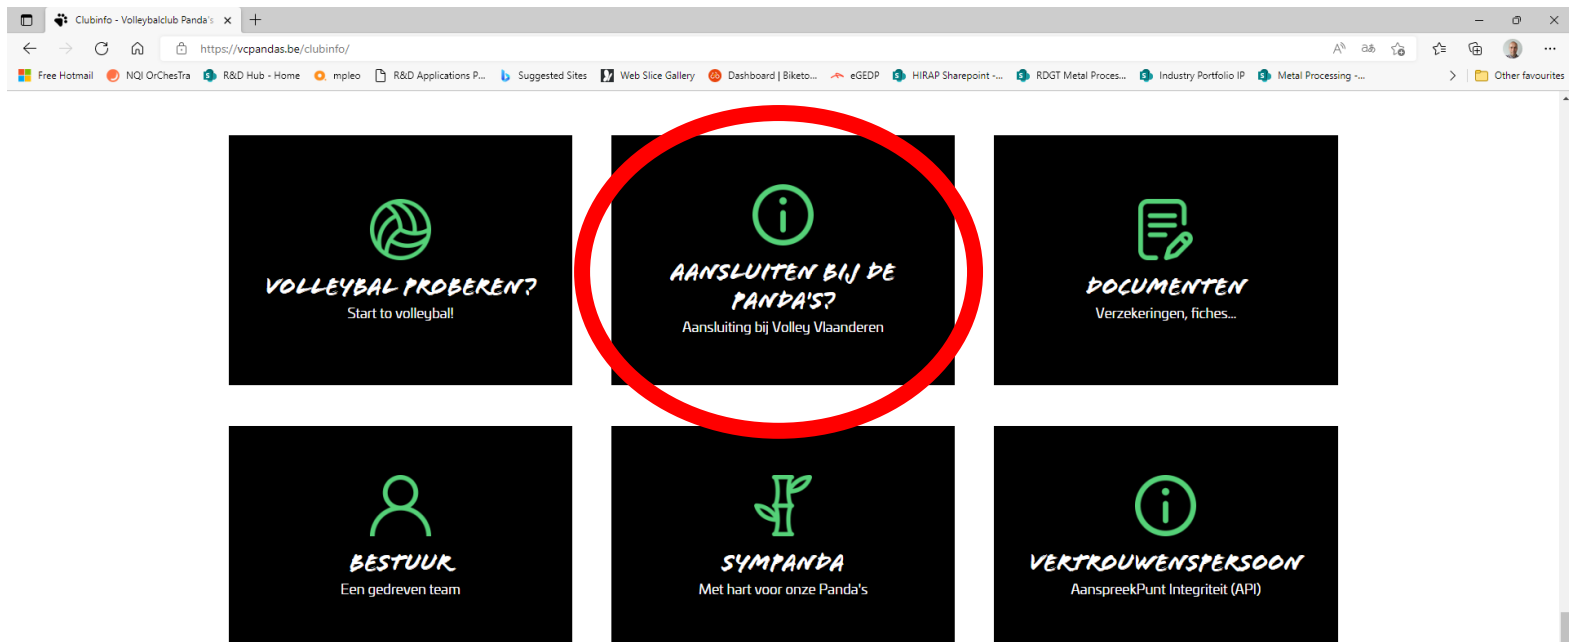 Clubinfo - Volleybalclub Panda's
https://vcpandas.be/clubinfo/
Free Hotmail NQI OrChesTra R&D Hub - Home mpleo R&D Applications P... Suggested Sites Web Slice Gallery Dashboard | Biketo... eGEDP HIRAP Sharepoint -... RDGT Metal Proces... Industry Portfolio IP Metal Processing -... Other favourites
VOLLEYBAL PROBEREN?
Start to volleybal!
AANSLUITEN BIJ DE
PANDA'S?
Aansluiting bij Volley Vlaanderen
DOCUMENTEN
Verzekeringen, fiches...
BESTUUR
Een gedreven team
SYMPANDA
Met hart voor onze Panda's
VERTROUWENSPERSOON
AanspreekPunt Integriteit (API)